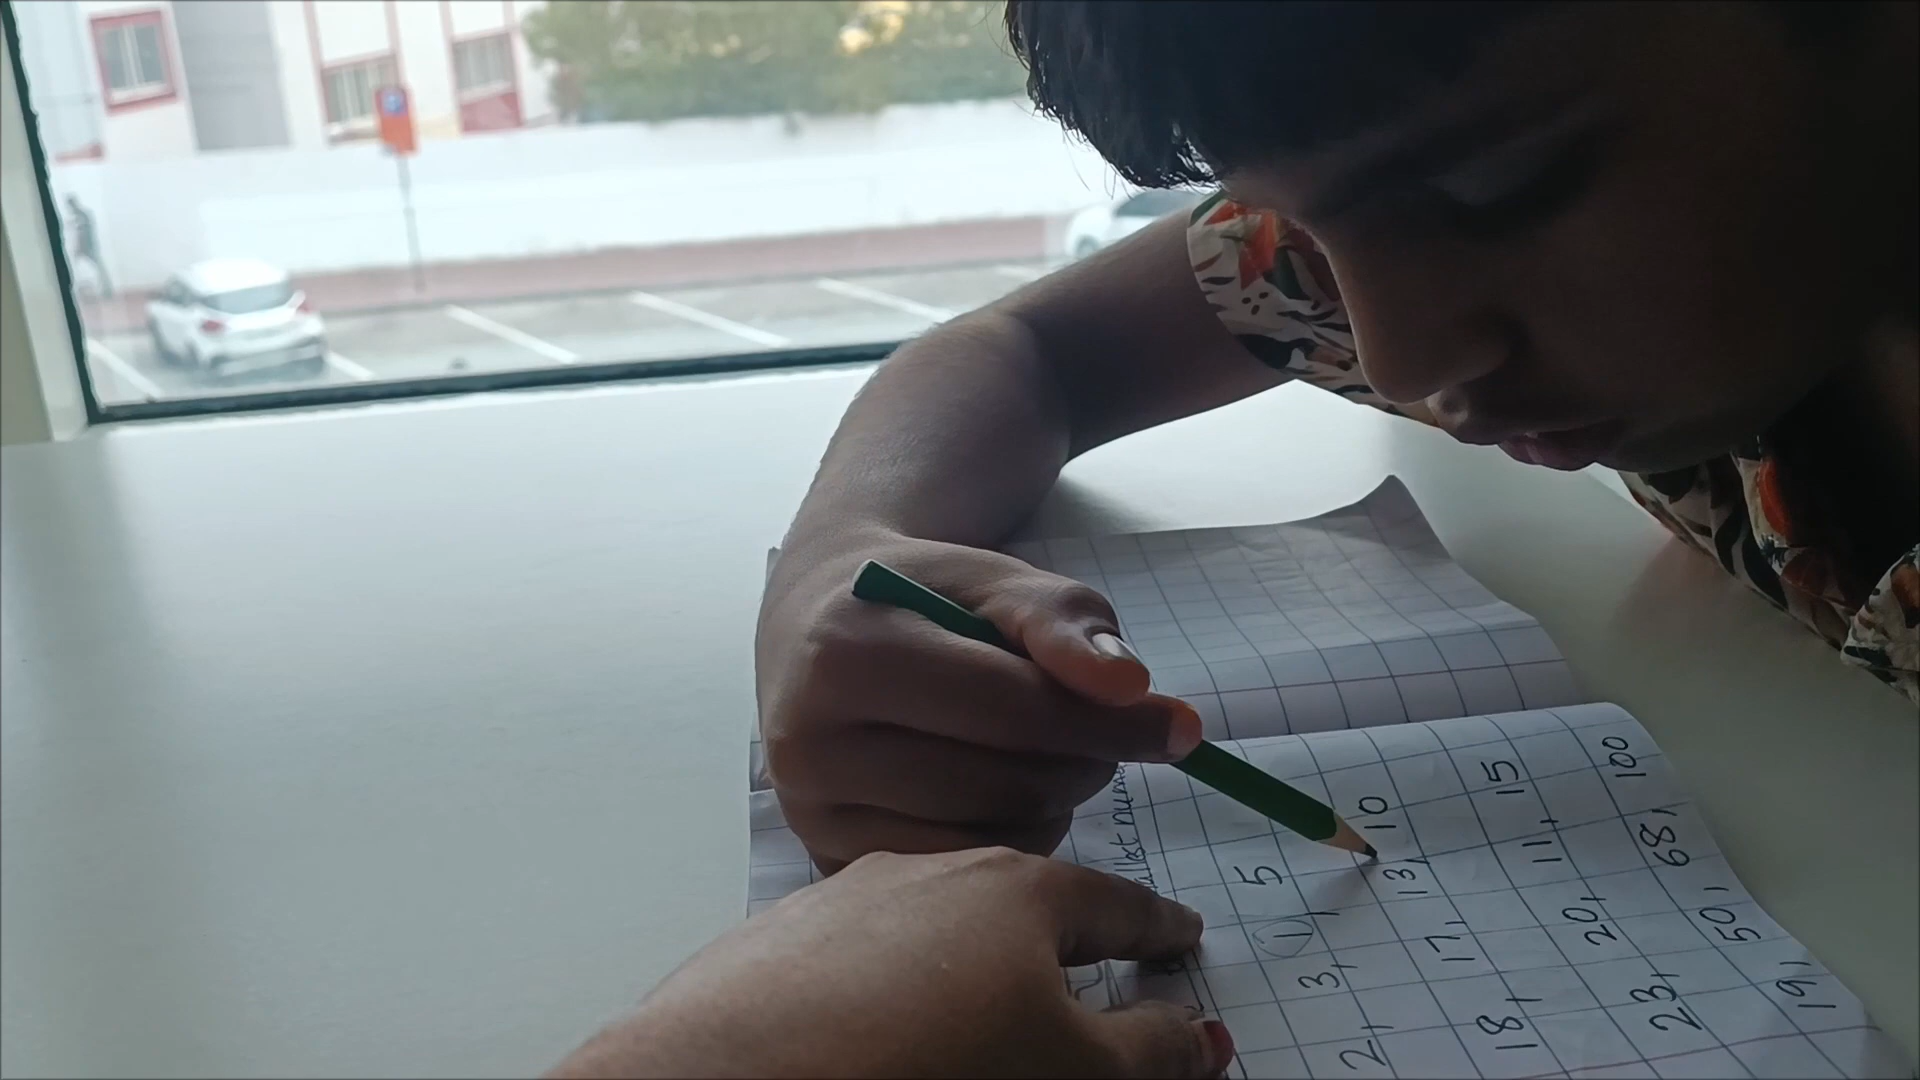 2, 3, 1, 5
18, 17, 13, 10
23, 20, 11, 15
19, 50, 68, 100